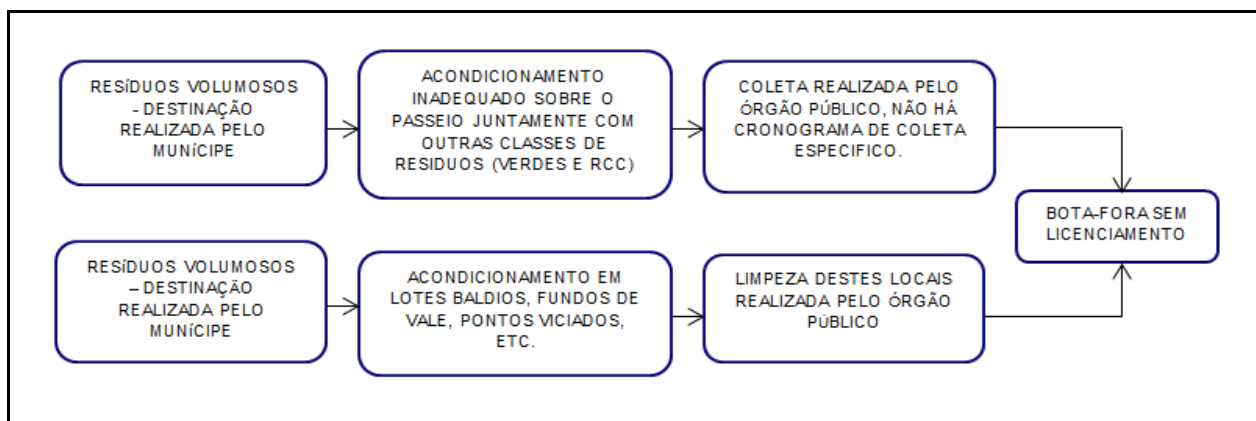 RESÍDUOS VOLUMOSOS
- DESTINAÇÃO
REALIZADA PELO
MUNÍCIPE
ACONDICIONAMENTO
INADEQUADO SOBRE O
PASSEIO JUNTAMENTE COM
OUTRAS CLASSES DE
RESIDUOS (VERDES E RCC)
COLETA REALIZADA PELO
ÓRGÃO PÚBLICO, NÃO HÁ
CRONOGRAMA DE COLETA
ESPECIFICO.
BOTA-FORA SEM
LICENCIAMENTO
RESÍDUOS VOLUMOSOS
– DESTINAÇÃO
REALIZADA PELO
MUNÍCIPE
ACONDICIONAMENTO EM
LOTES BALDIOS, FUNDOS DE
VALE, PONTOS VICIADOS,
ETC.
LIMPEZA DESTES LOCAIS
REALIZADA PELO ÓRGÃO
PÚBLICO